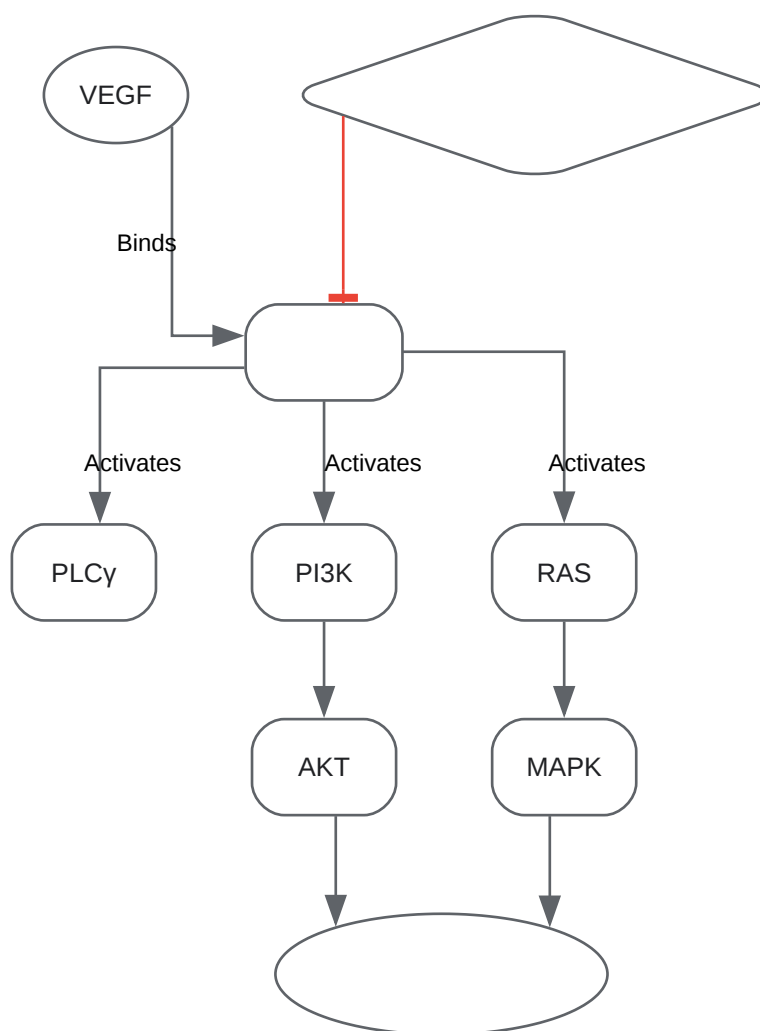 VEGF
Binds
Activates
Activates
Activates
PLCγ
PI3K
RAS
AKT
MAPK